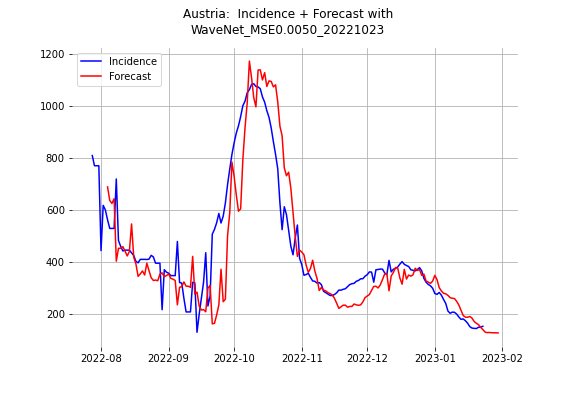 Austria:  Incidence + Forecast with
WaveNet_MSE0.0050_20221023
Incidence
Forecast
1200
1000
800
600
400
200
2022-08 2022-09 2022-10 2022-11 2022-12 2023-01 2023-02